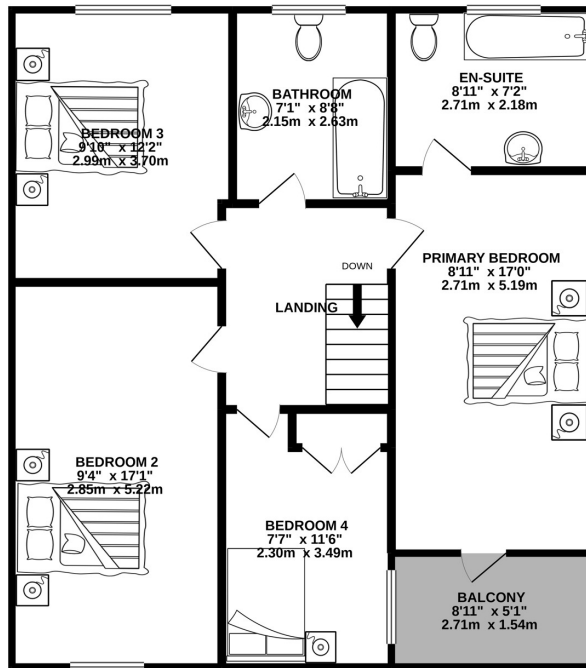 EN-SUITE
8'11" x 7'2"
2.71m x 2.18m
BATHROOM
7'1" x 8'8"
2.15m x 2.63m
BEDROOM 3
9'10" x 12'2"
2.99m x 3.70m
PRIMARY BEDROOM
8'11" x 17'0"
2.71m x 5.19m
DOWN
LANDING
BEDROOM 2
9'4" x 17'1"
2.85m x 5.22m
BEDROOM 4
7'7" x 11'6"
2.30m x 3.49m
BALCONY
8'11" x 5'1"
2.71m x 1.54m